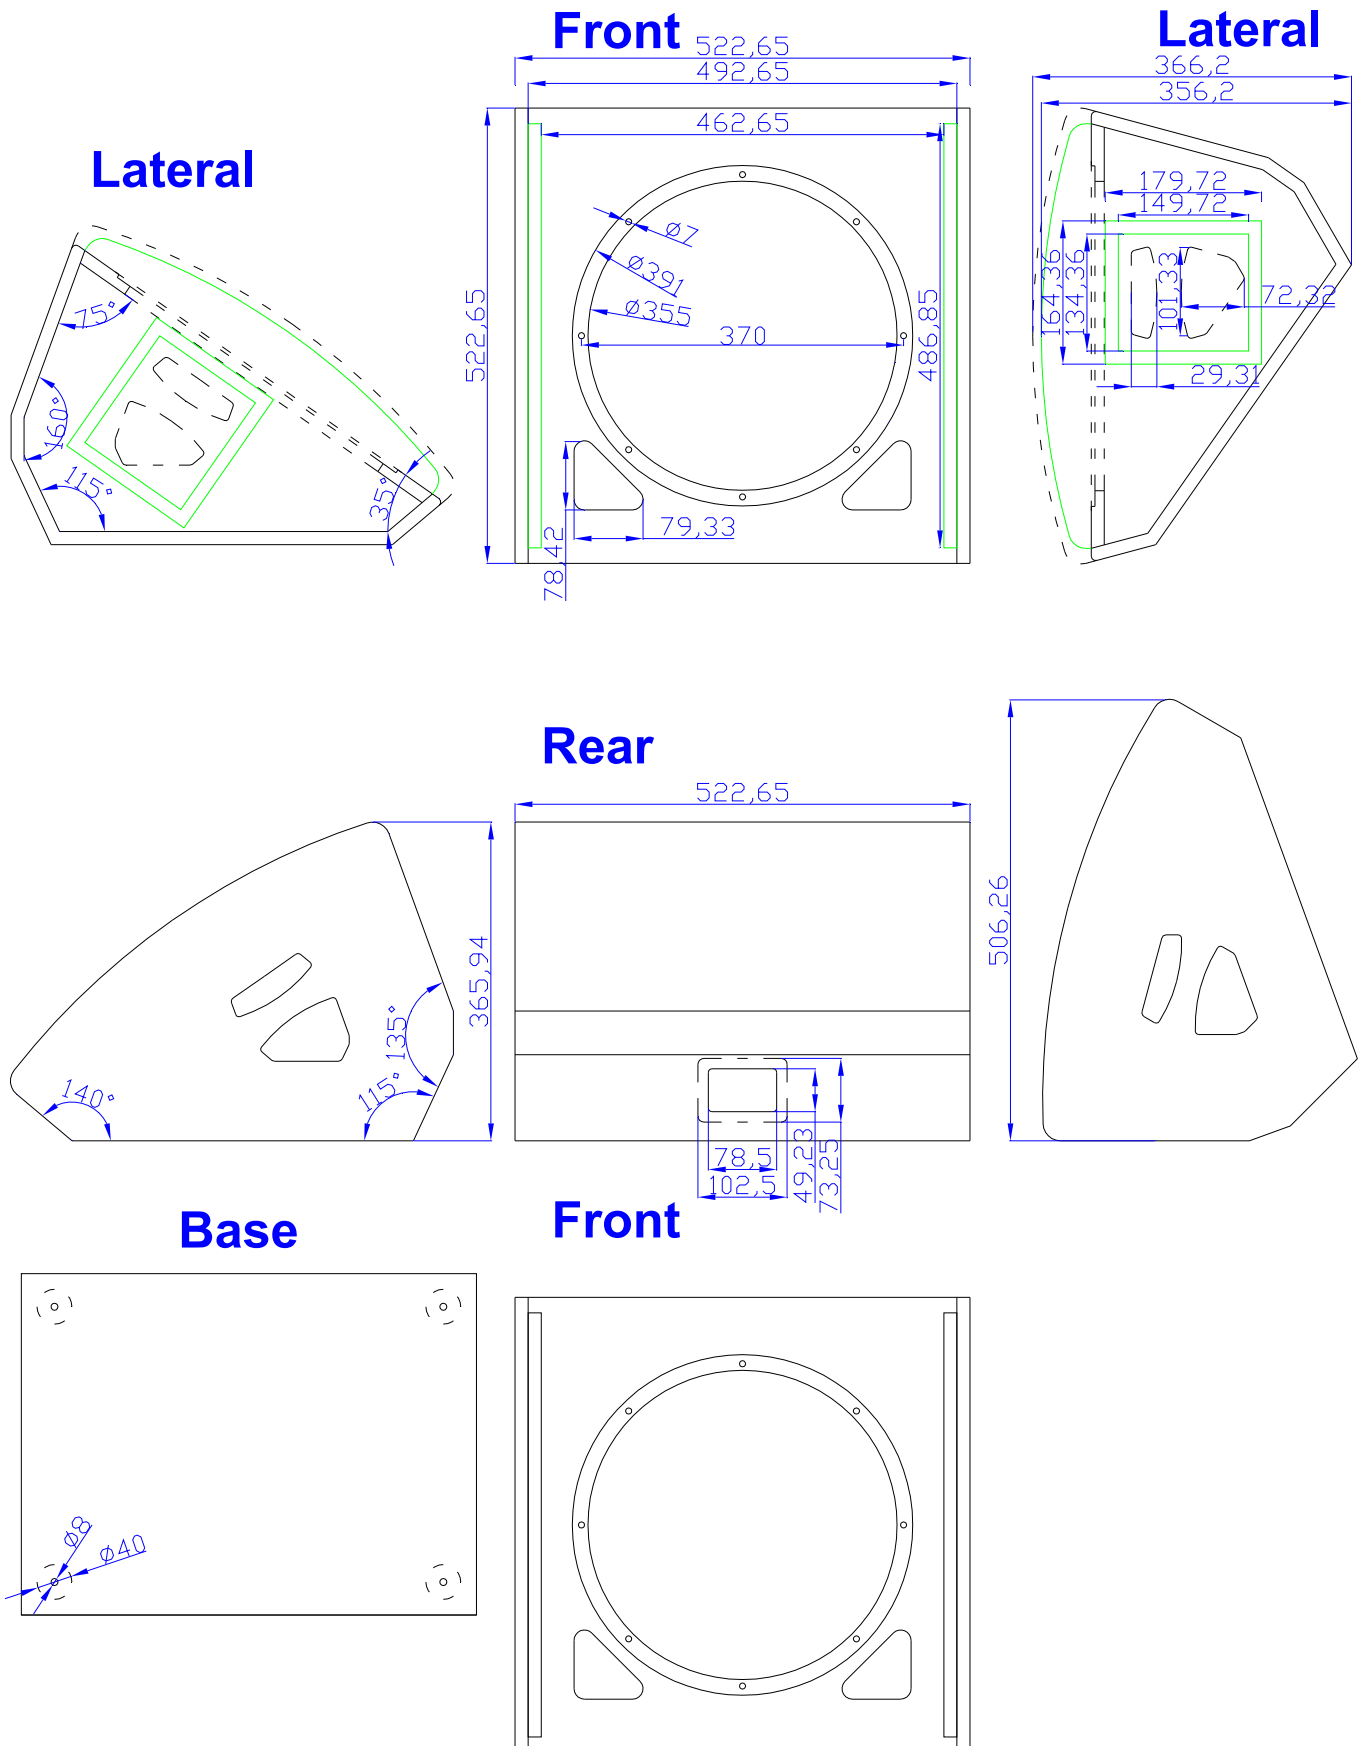 Front
522,65
492,65
462,65
522,65
ø7
ø391
ø355
370
486,85
79,33
78,42
Lateral
366,2
356,2
179,72
149,72
164,36
134,36
101,33
72,32
29,31
Lateral
75°
160°
115°
35°
Rear
522,65
365,94
135°
115°
140°
506,26
78,5
102,5
49,23
73,25
Base
ø8
ø40
Front